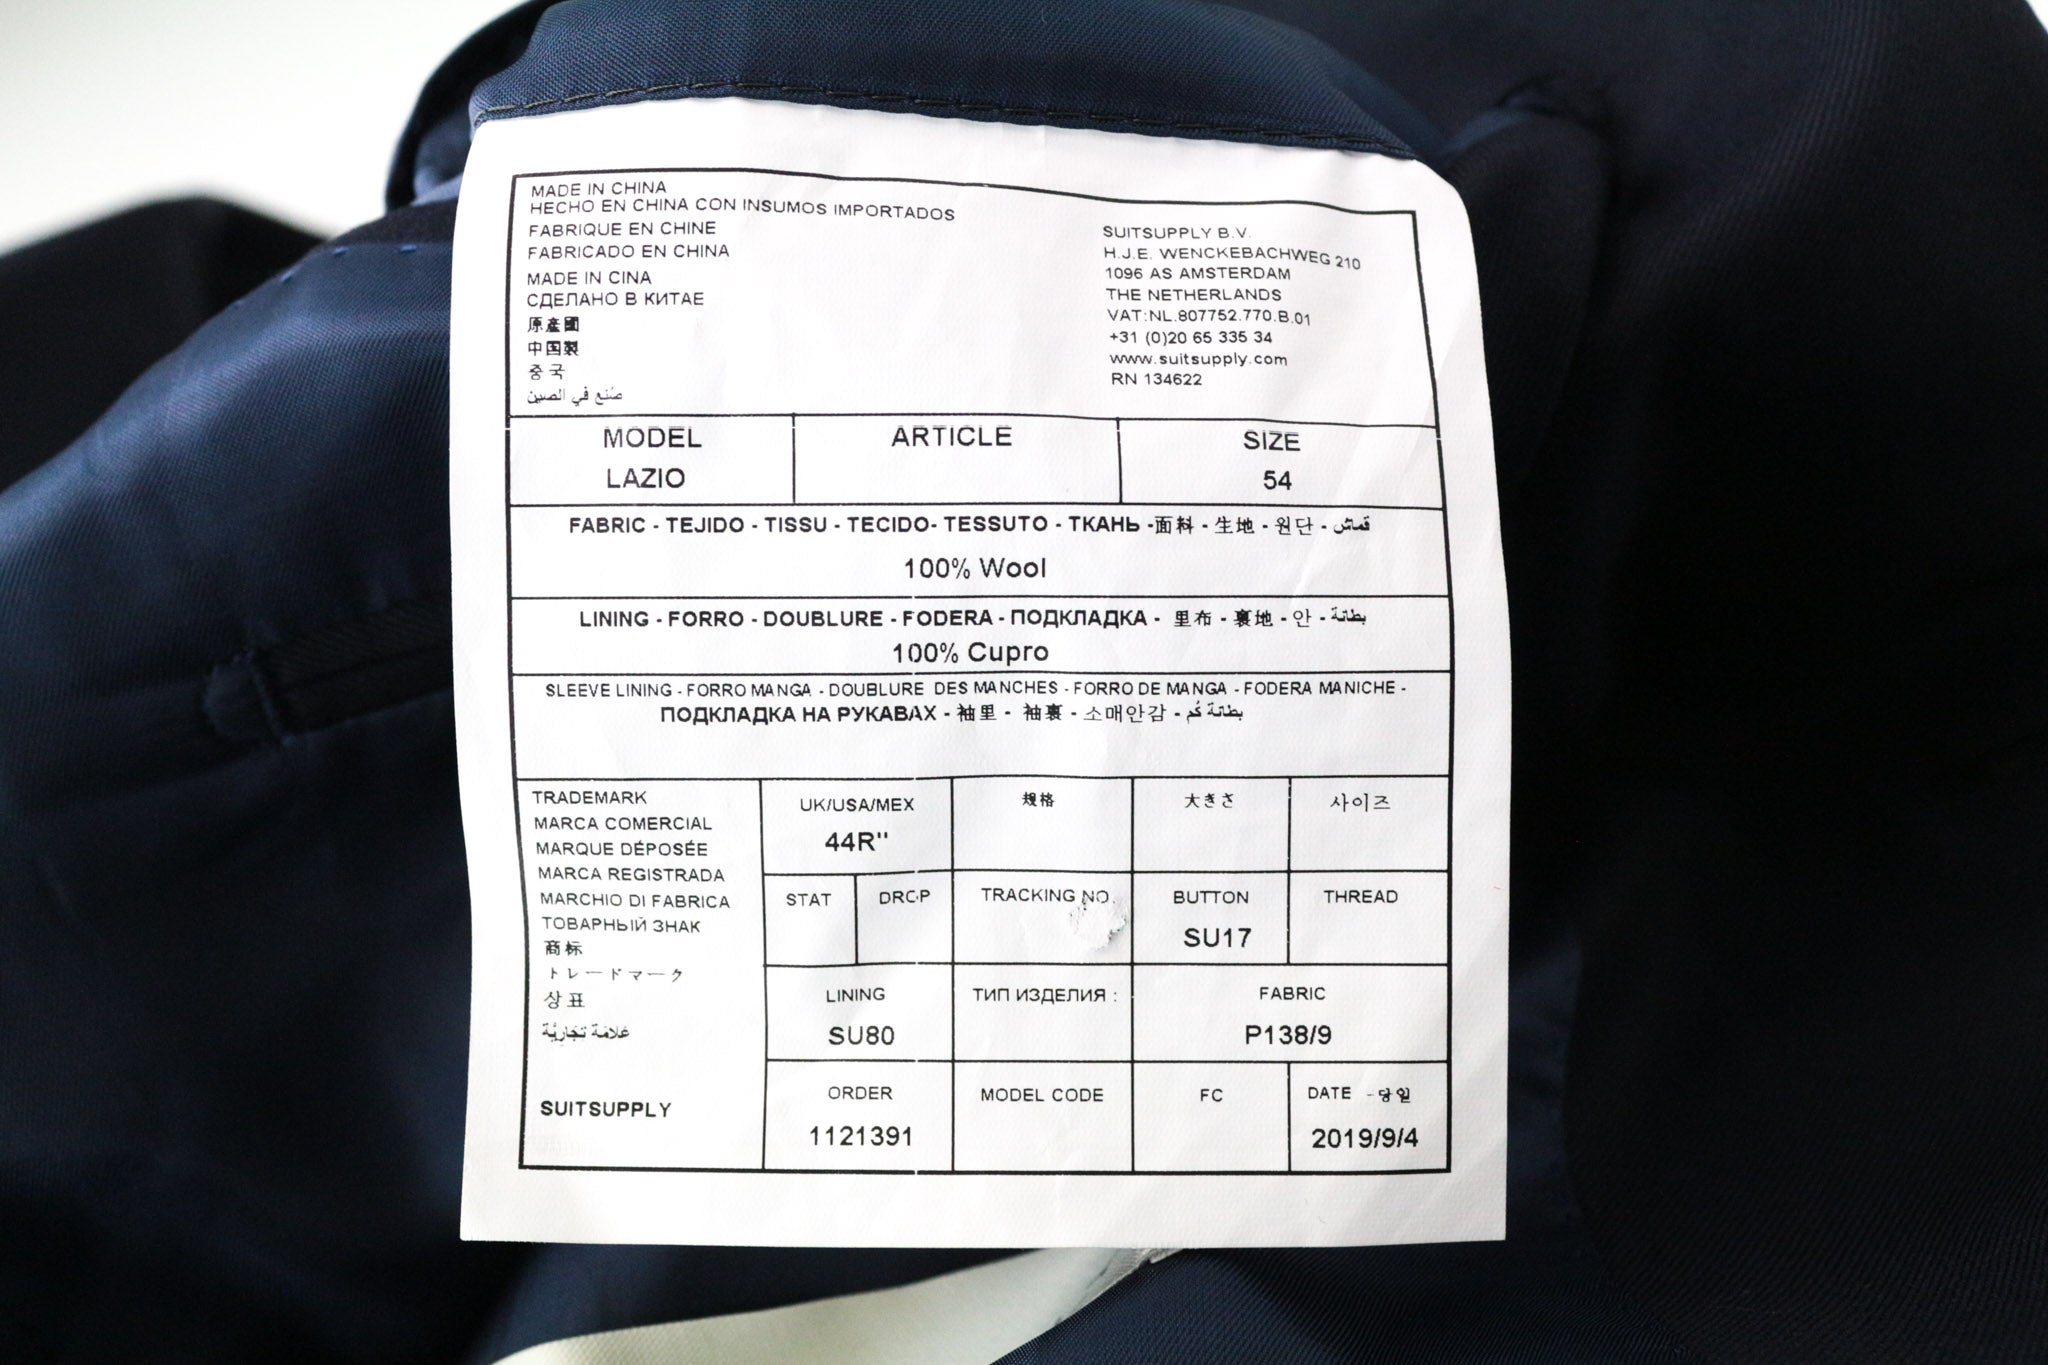 MADE IN CHINA
HECHO EN CHINA CON INSUMOS IMPORTADOS
FABRIQUE EN CHINE
FABRICADO EN CHINA
MADE IN CINA
СДЕЛАНО В КИТАЕ
原產國
中国製
중국
صُنع في الصين
SUITSUPPLY B.V.
H.J.E. WENCKEBACHWEG 210
1096 AS AMSTERDAM
THE NETHERLANDS
VAT:NL.807752.770.B.01
+31 (0)20 65 335 34
www.suitsupply.com
RN 134622
MODEL
LAZIO
ARTICLE
SIZE
54
FABRIC - TEJIDO - TISSU - TECIDO- TESSUTO - ТКАНЬ -面料 - 生地 - 원단 - قماش
100% Wool
LINING - FORRO - DOUBLURE - FODERA - ПОДКЛАДКА - 里布 - 裏地 - 안 - بطانة
100% Cupro
SLEEVE LINING - FORRO MANGA - DOUBLURE DES MANCHES - FORRO DE MANGA - FODERA MANICHE -
ПОДКЛАДКА НА РУКАВАХ - 袖里 - 袖裏 - 소매안감 - بطانة كُم
TRADEMARK
MARCA COMERCIAL
MARQUE DÉPOSÉE
MARCA REGISTRADA
MARCHIO DI FABRICA
ТОВАРНЫЙ ЗНАК
商标
トレードマーク
상표
عَلامَة تجَاريَّة
SUITSUPPLY
UK/USA/MEX
44R"
規格
大きさ
사이즈
STAT
DROP
TRACKING NO.
BUTTON
SU17
THREAD
LINING
SU80
ТИП ИЗДЕЛИЯ :
FABRIC
P138/9
ORDER
1121391
MODEL CODE
FC
DATE -당일
2019/9/4